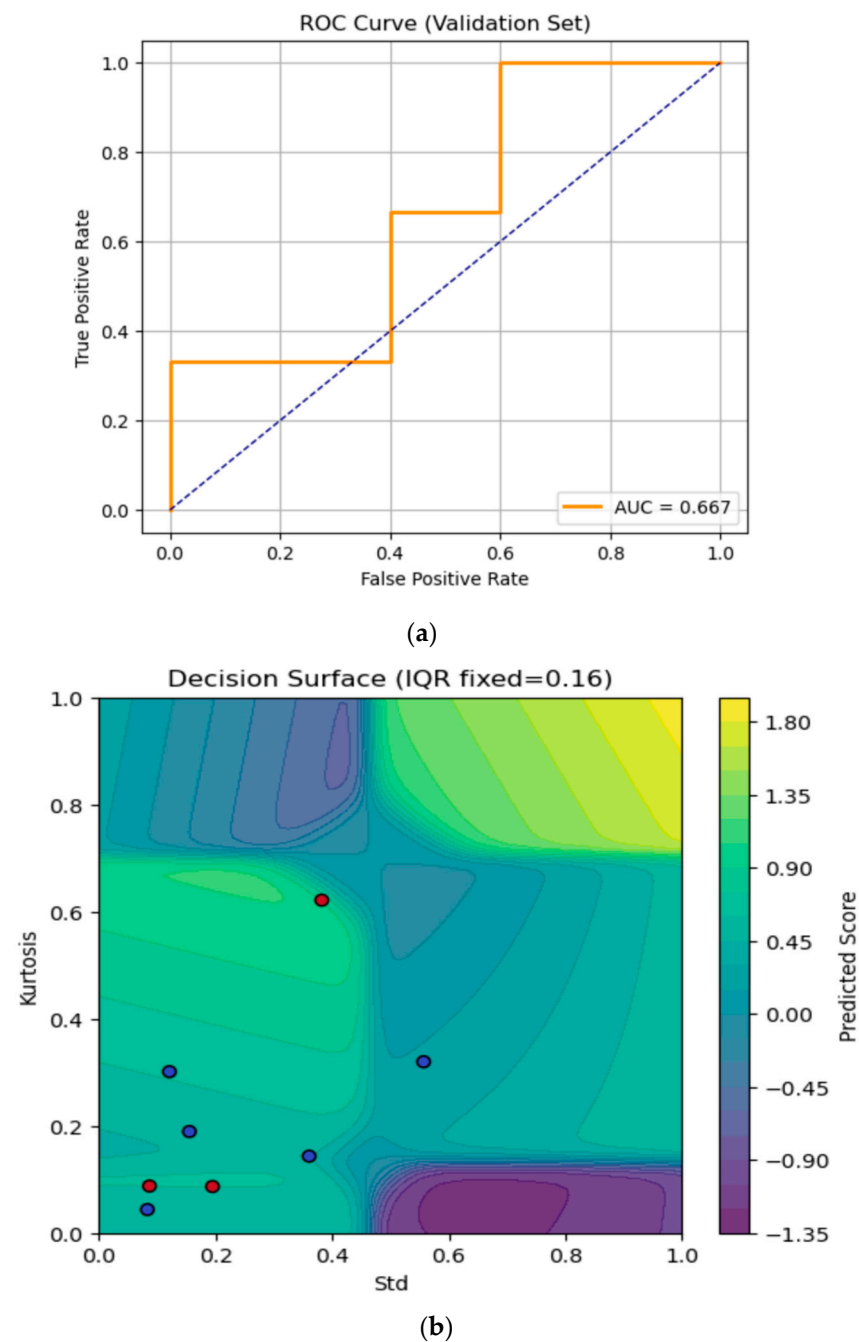 ROC Curve (Validation Set)
1.0
0.8
0.6
0.4
0.2
0.0
True Positive Rate
AUC = 0.667
0.0 0.2 0.4 0.6 0.8 1.0
False Positive Rate
(a)
Decision Surface (IQR fixed=0.16)
1.0
0.8
0.6
0.4
0.2
0.0
Kurtosis
0.0 0.2 0.4 0.6 0.8 1.0
Std
1.80
1.35
0.90
0.45
0.00
−0.45
−0.90
−1.35
Predicted Score
(b)